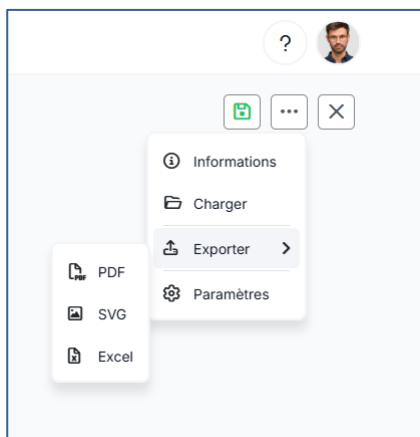 ?
Informations
Charger
Exporter
Paramètres
PDF
SVG
Excel